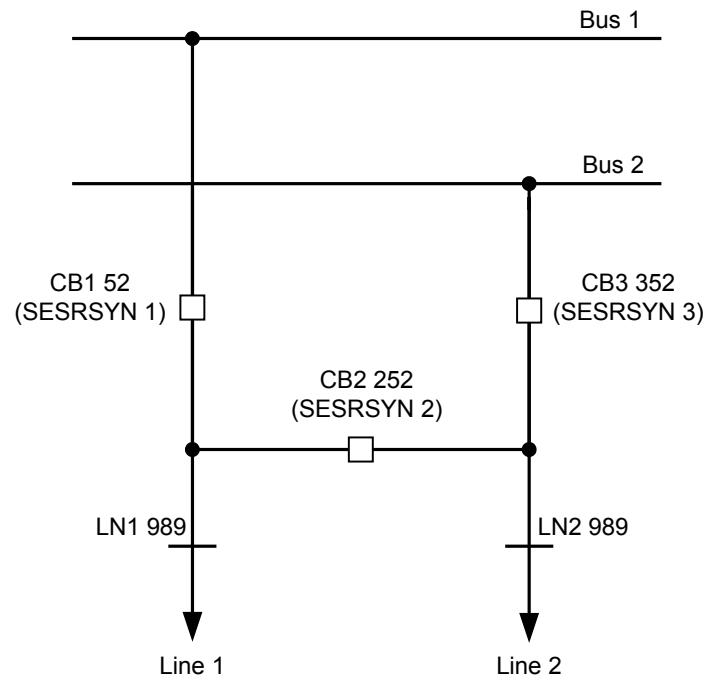 Bus 1
Bus 2
CB1 52
(SESRSYN 1)
CB3 352
(SESRSYN 3)
CB2 252
(SESRSYN 2)
LN1 989
LN2 989
Line 1
Line 2